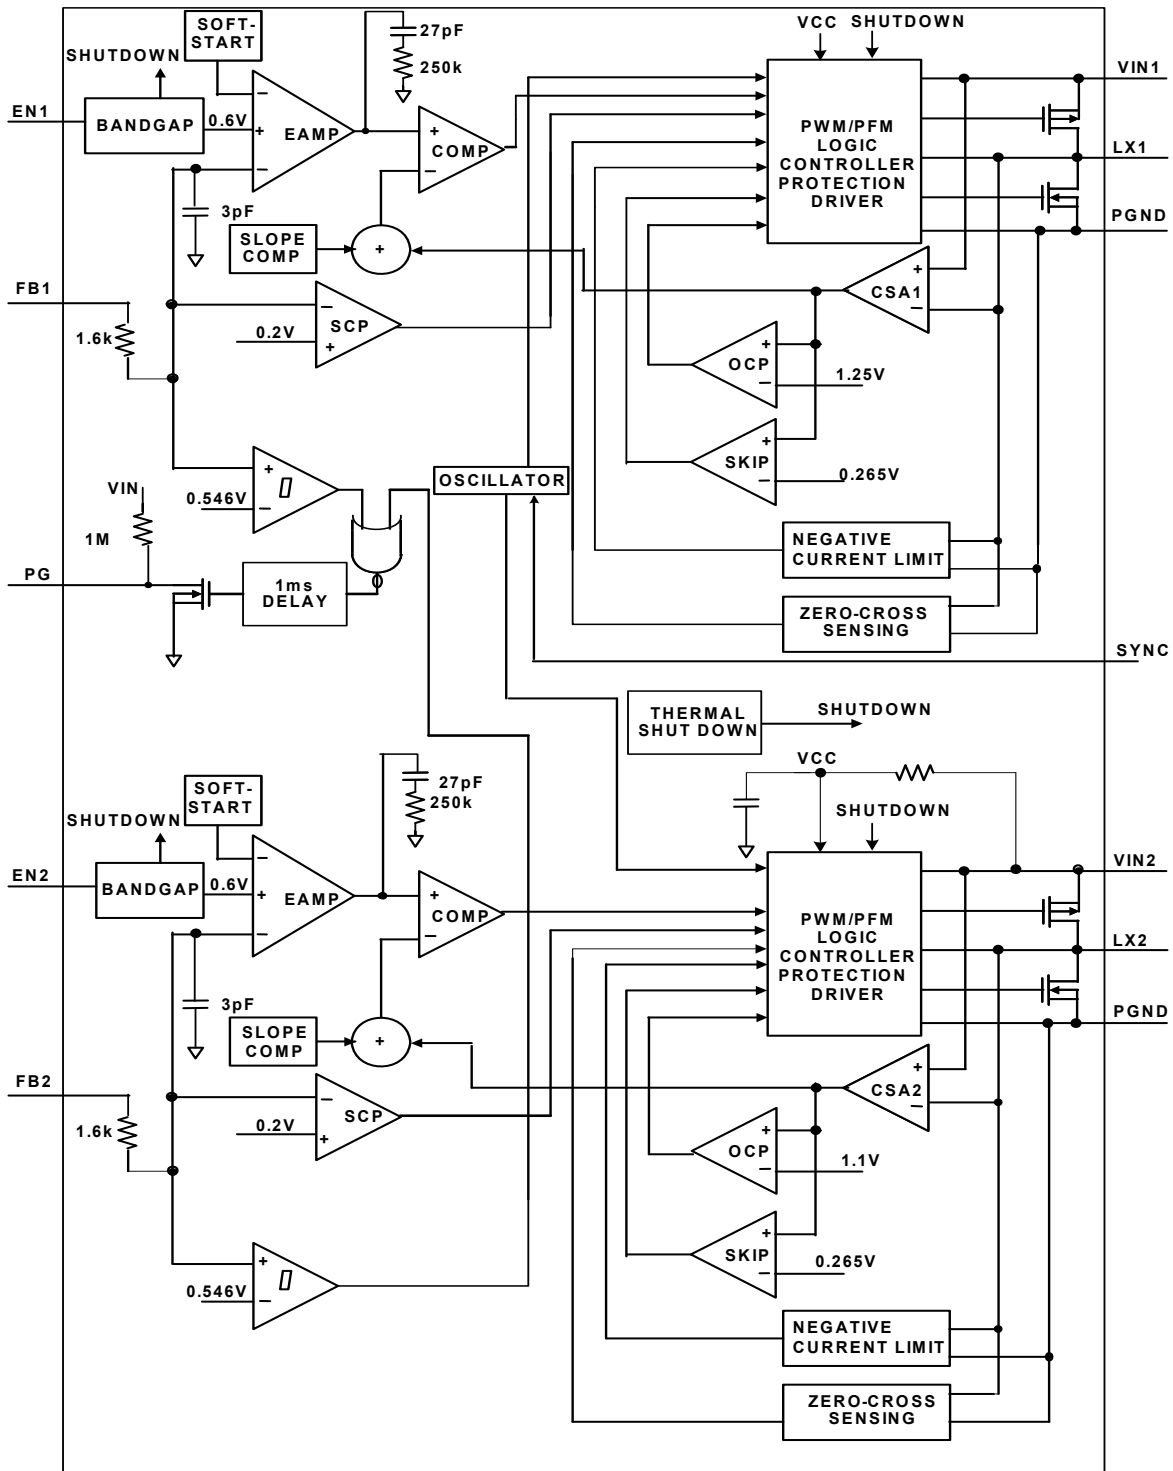 SOFT-
START
27pF
250k
SHUTDOWN
EN1
BANDGAP
0.6V
−
+
−
EAMP
+
−
COMP
3pF
SLOPE
COMP
+
FB1
1.6k
0.2V
−
+
SCP
VCC
SHUTDOWN
PWM/PFM
LOGIC
CONTROLLER
PROTECTION
DRIVER
VIN1
LX1
PGND
+
−
CSA1
+
−
OCP
1.25V
+
−
SKIP
0.265V
NEGATIVE
CURRENT LIMIT
ZERO-CROSS
SENSING
OSCILLATOR
VIN
1M
0.546V
+
−
PG
1ms
DELAY
SYNC
THERMAL
SHUT DOWN
SHUTDOWN
SOFT-
START
27pF
250k
SHUTDOWN
EN2
BANDGAP
0.6V
−
+
−
EAMP
+
−
COMP
3pF
SLOPE
COMP
+
FB2
1.6k
0.2V
−
+
SCP
0.546V
+
−
VCC
SHUTDOWN
PWM/PFM
LOGIC
CONTROLLER
PROTECTION
DRIVER
VIN2
LX2
PGND
+
−
CSA2
+
−
OCP
1.1V
+
−
SKIP
0.265V
NEGATIVE
CURRENT LIMIT
ZERO-CROSS
SENSING